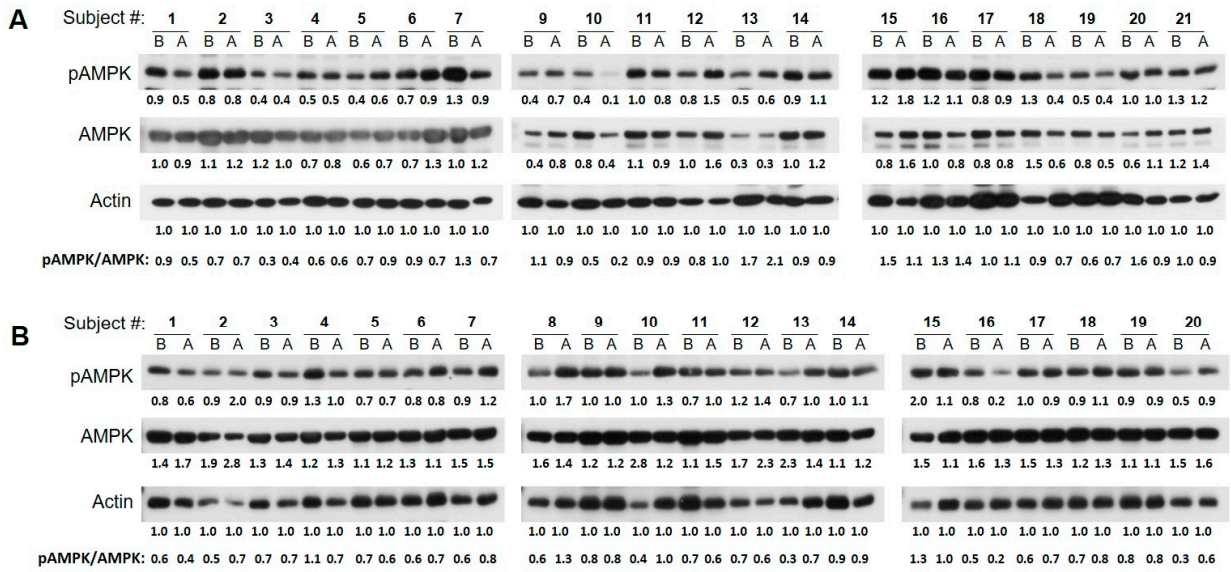 A Subject #: 1 2 3 4 5 6 7 9 10 11 12 13 14 15 16 17 18 19 20 21
B A B A B A B A B A B A B A B A B A B A B A B A B A B A B A B A B A B A B A B A
pAMPK
0.9 0.5 0.8 0.8 0.4 0.4 0.5 0.5 0.4 0.6 0.7 0.9 1.3 0.9 0.4 0.7 0.4 0.1 1.0 0.8 0.8 1.5 0.5 0.6 0.9 1.1 1.2 1.8 1.2 1.1 0.8 0.9 1.3 0.4 0.5 0.4 1.0 1.0 1.3 1.2
AMPK
1.0 0.9 1.1 1.2 1.2 1.0 0.7 0.8 0.6 0.7 0.7 1.3 1.0 1.2 0.4 0.8 0.8 0.4 1.1 0.9 1.0 1.6 0.3 0.3 1.0 1.2 0.8 1.6 1.0 0.8 0.8 0.8 1.5 0.6 0.8 0.5 0.6 1.1 1.2 1.4
Actin
1.0 1.0 1.0 1.0 1.0 1.0 1.0 1.0 1.0 1.0 1.0 1.0 1.0 1.0 1.0 1.0 1.0 1.0 1.0 1.0 1.0 1.0 1.0 1.0 1.0 1.0 1.0 1.0 1.0 1.0 1.0 1.0 1.0 1.0 1.0 1.0 1.0 1.0 1.0 1.0
pAMPK/AMPK: 0.9 0.5 0.7 0.7 0.3 0.4 0.6 0.6 0.7 0.9 0.9 0.7 1.3 0.7 1.1 0.9 0.5 0.2 0.9 0.9 0.8 1.0 1.7 2.1 0.9 0.9 1.5 1.1 1.3 1.4 1.0 1.1 0.9 0.7 0.6 0.7 1.6 0.9 1.0 0.9
B Subject #: 1 2 3 4 5 6 7 8 9 10 11 12 13 14 15 16 17 18 19 20
B A B A B A B A B A B A B A B A B A B A B A B A B A B A B A B A B A B A B A B A
pAMPK
0.8 0.6 0.9 2.0 0.9 0.9 1.3 1.0 0.7 0.7 0.8 0.8 0.9 1.2 1.0 1.7 0.8 0.8 1.0 1.3 0.7 1.0 1.2 1.4 0.7 1.0 1.0 1.1 2.0 1.1 0.8 0.2 1.0 0.9 0.9 1.1 0.9 0.9 0.5 0.9
AMPK
1.4 1.7 1.9 2.8 1.3 1.4 1.2 1.3 1.1 1.2 1.3 1.1 1.5 1.5 1.6 1.4 1.2 1.2 2.8 1.2 1.1 1.5 1.7 2.3 2.3 1.4 1.1 1.2 1.5 1.1 1.6 1.3 1.5 1.3 1.2 1.3 1.1 1.1 1.5 1.6
Actin
1.0 1.0 1.0 1.0 1.0 1.0 1.0 1.0 1.0 1.0 1.0 1.0 1.0 1.0 1.0 1.0 1.0 1.0 1.0 1.0 1.0 1.0 1.0 1.0 1.0 1.0 1.0 1.0 1.0 1.0 1.0 1.0 1.0 1.0 1.0 1.0 1.0 1.0 1.0 1.0
pAMPK/AMPK: 0.6 0.4 0.5 0.7 0.7 0.7 1.1 0.7 0.7 0.6 0.6 0.7 0.6 0.8 0.6 1.3 0.8 0.8 0.4 1.0 0.7 0.6 0.7 0.6 0.3 0.7 0.9 0.9 1.3 1.0 0.5 0.2 0.6 0.7 0.7 0.8 0.8 0.8 0.3 0.6